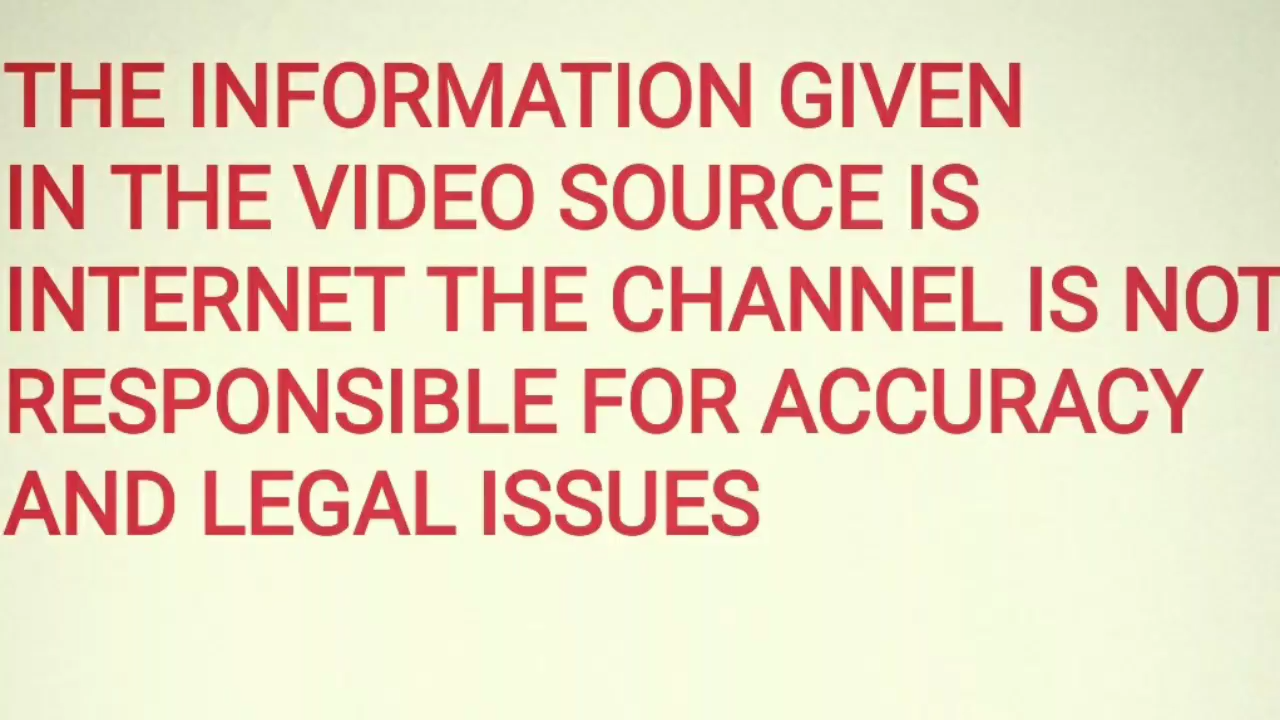 THE INFORMATION GIVEN
IN THE VIDEO SOURCE IS
INTERNET THE CHANNEL IS NOT
RESPONSIBLE FOR ACCURACY
AND LEGAL ISSUES